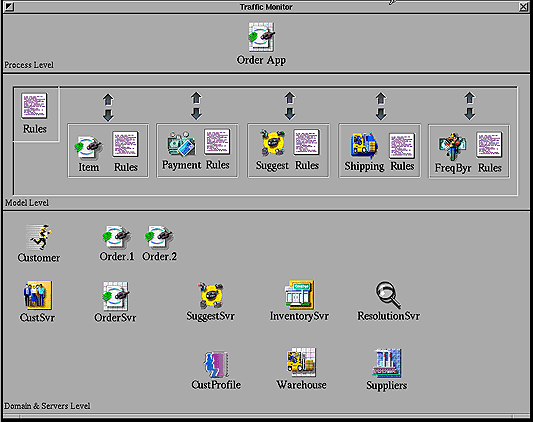 Traffic Monitor
Order App
Process Level
Rules
Item Rules
Payment Rules
Suggest Rules
Shipping Rules
FreqByr Rules
Model Level
Customer
Order.1
Order.2
CustSvr
OrderSvr
SuggestSvr
InventorySvr
ResolutionSvr
CustProfile
Warehouse
Suppliers
Domain & Servers Level